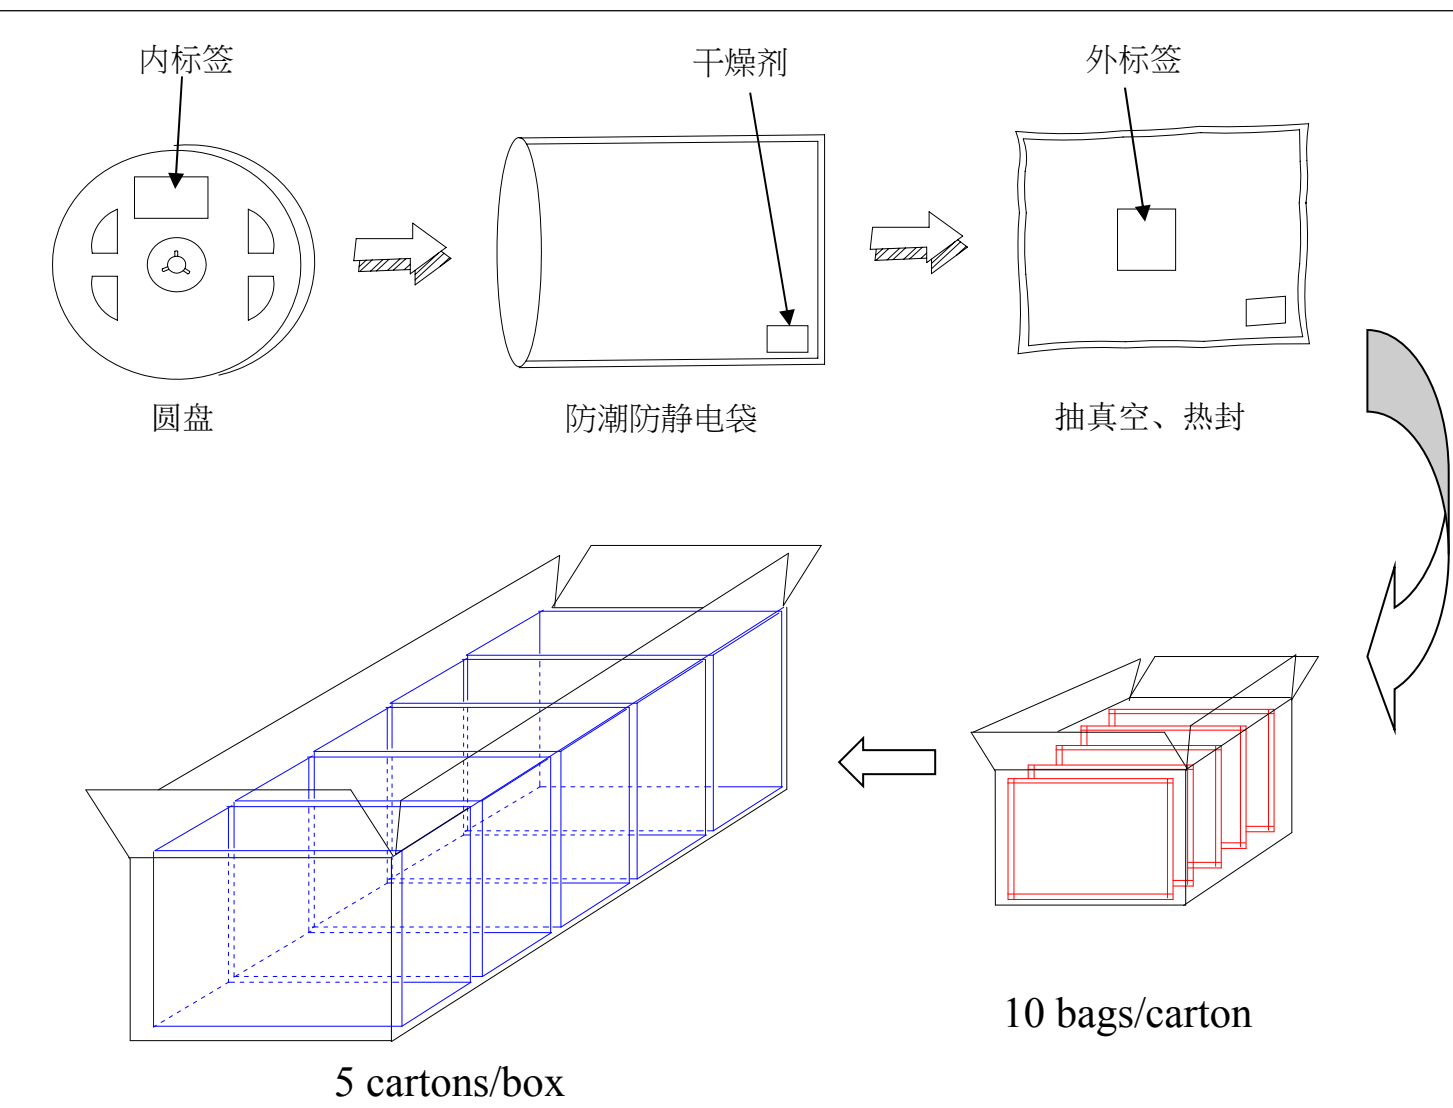 内标签
干燥剂
外标签
圆盘
防潮防静电袋
抽真空、热封
10 bags/carton
5 cartons/box